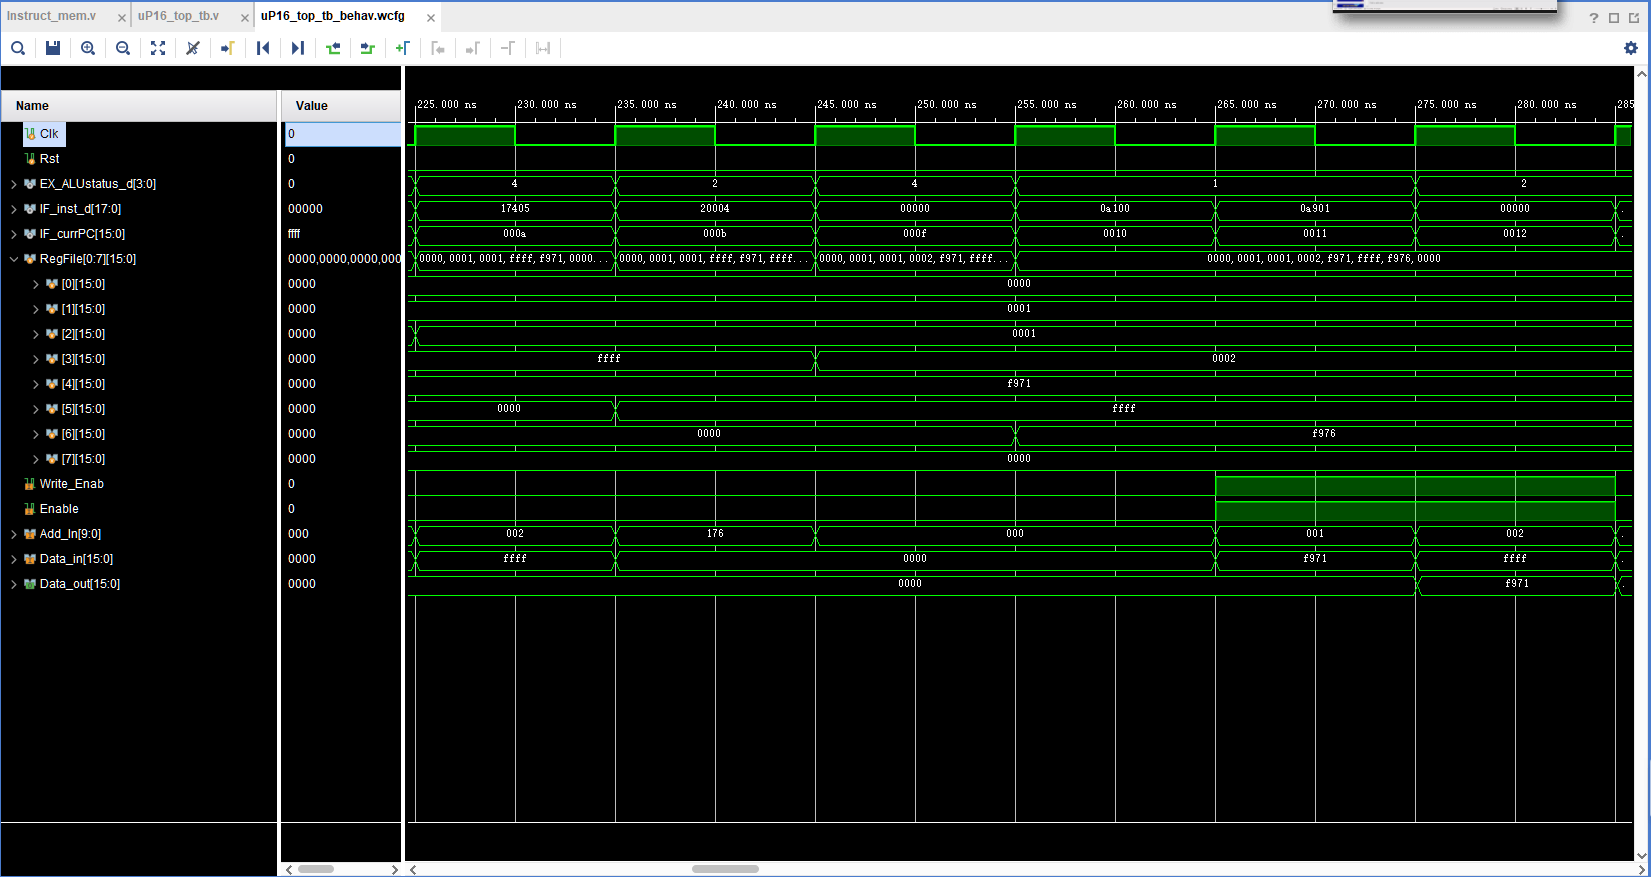 Instruct_mem.v uP16_top_tb.v uP16_top_tb_behav.wcfg
Name Value
225.000 ns 230.000 ns 235.000 ns 240.000 ns 245.000 ns 250.000 ns 255.000 ns 260.000 ns 265.000 ns 270.000 ns 275.000 ns 280.000 ns 285
Clk 0
Rst 0
EX_ALUstatus_d[3:0] 0 4 2 4 1 2
IF_inst_d[17:0] 00000 17405 20004 00000 0a100 0a901 00000
IF_currPC[15:0] ffff 000a 000b 000f 0010 0011 0012
RegFile[0:7][15:0] 0000,0000,0000,000 0000,0001,0001,ffff,f971,0000... 0000,0001,0001,ffff,f971,ffff... 0000,0001,0001,0002,f971,ffff... 0000,0001,0001,0002,f971,ffff,f976,0000
[0][15:0] 0000 0000
[1][15:0] 0000 0001
[2][15:0] 0000 0001
[3][15:0] 0000 ffff 0002
[4][15:0] 0000 f971
[5][15:0] 0000 0000 ffff
[6][15:0] 0000 0000 f976
[7][15:0] 0000 0000
Write_Enab 0
Enable 0
Add_In[9:0] 000 002 176 000 001 002
Data_in[15:0] 0000 ffff 0000 f971 ffff
Data_out[15:0] 0000 0000 f971